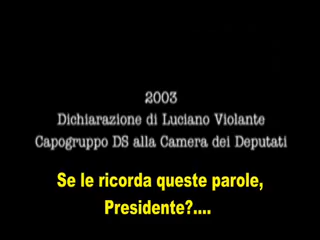 2003
Dichiarazione di Luciano Violante
Capogruppo DS alla Camera dei Deputati
Se le ricorda queste parole,
Presidente?....